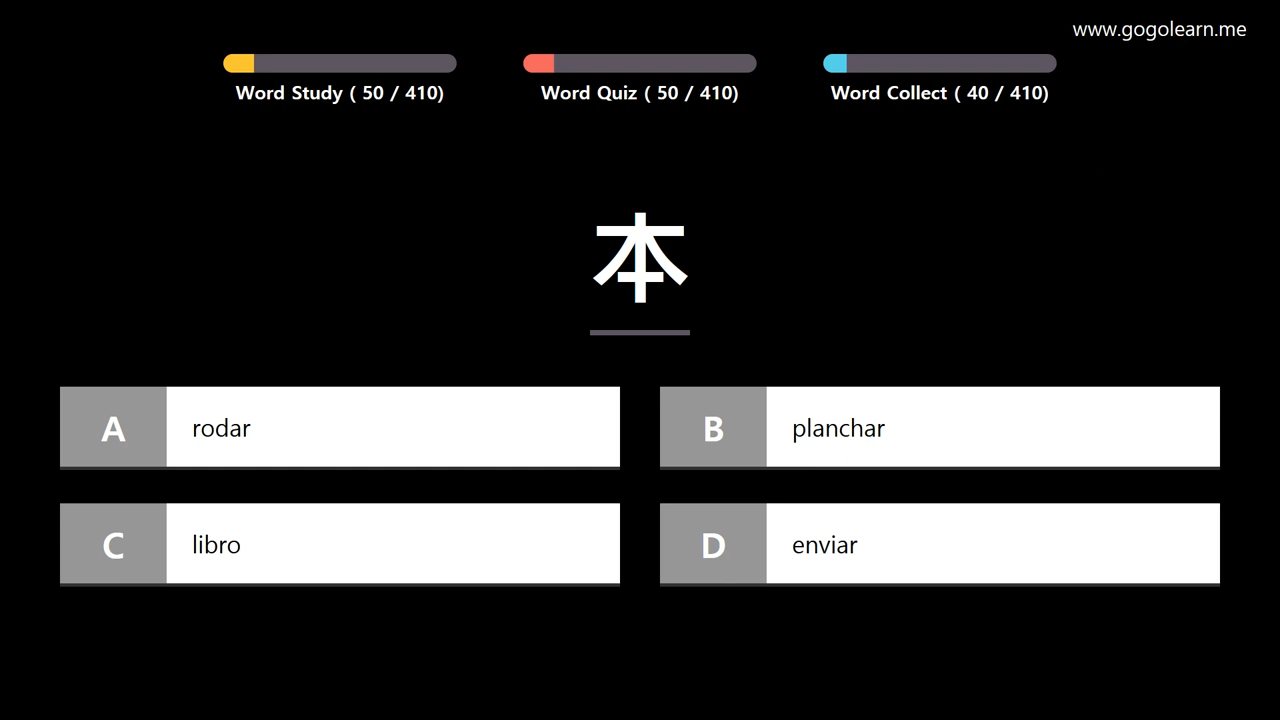 www.gogolearn.me
Word Study ( 50 / 410)
Word Quiz ( 50 / 410)
Word Collect ( 40 / 410)
本
A rodar
B planchar
C libro
D enviar